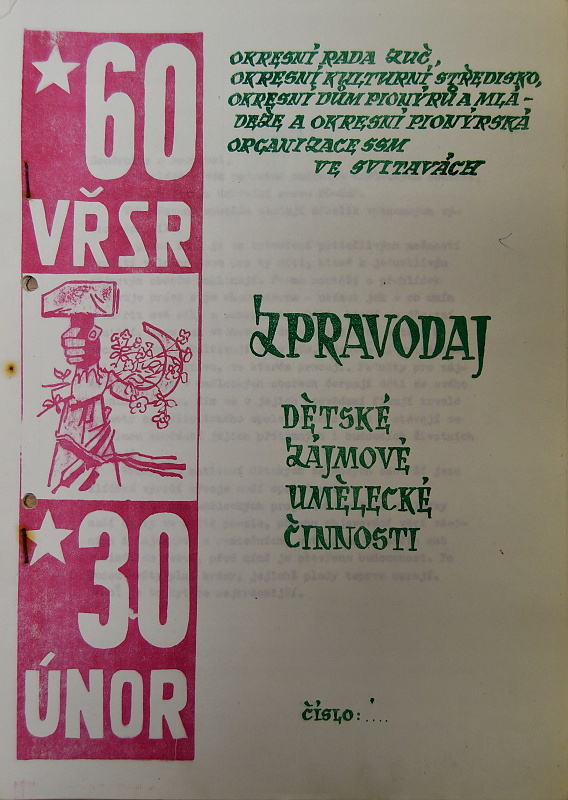 60
VŘSR
30
ÚNOR
OKRESNÍ RADA ZUČ,
OKRESNÍ KULTURNÍ STŘEDISKO,
OKRESNÍ DŮM PIONÝRŮ A MLÁ-
DEŽE A OKRESNÍ PIONÝRSKÁ
ORGANIZACE SSM
VE SVITAVÁCH
ZPRAVODAJ
DĚTSKÉ
ZÁJMOVÉ
UMĚLECKÉ
ČINNOSTI
ČÍSLO:....